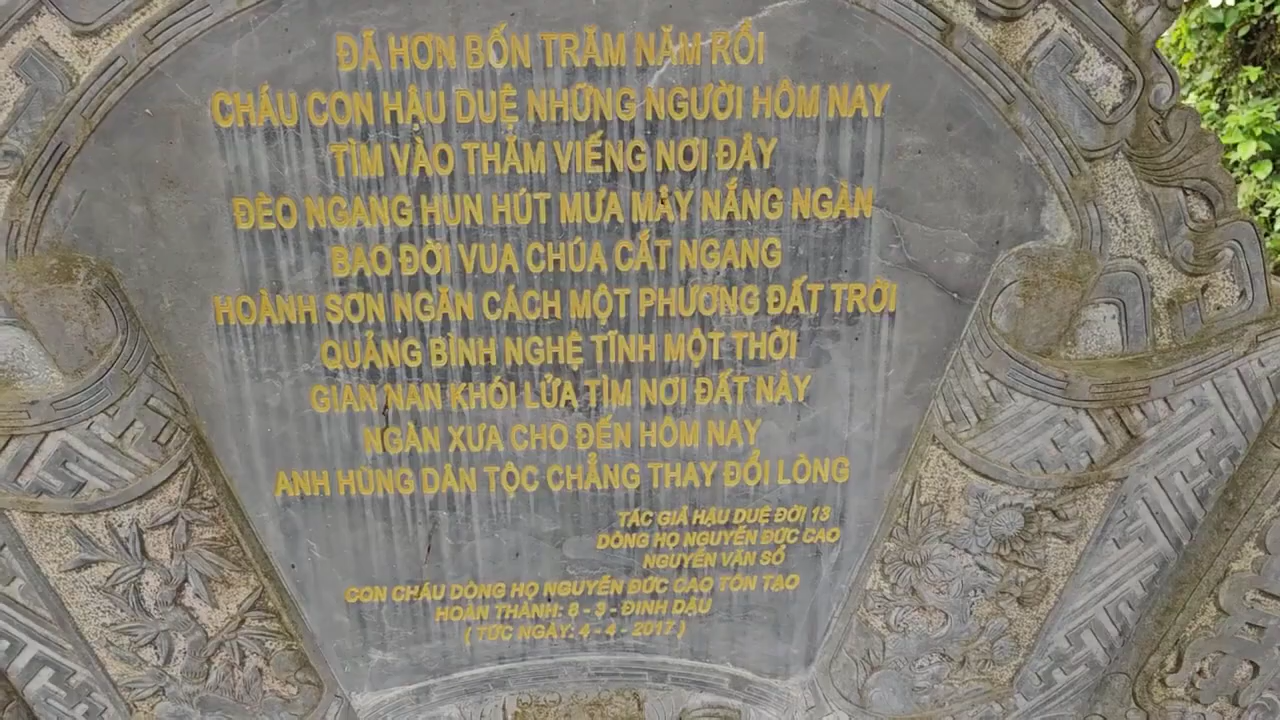 ĐÃ HƠN BỐN TRĂM NĂM RỒI
CHÁU CON HẬU DUỆ NHỮNG NGƯỜI HÔM NAY
TÌM VÀO THĂM VIẾNG NƠI ĐÂY
ĐÈO NGANG HUN HÚT MƯA MÂY NẮNG NGÀN
BAO ĐỜI VUA CHÚA CẮT NGANG
HOÀNH SƠN NGĂN CÁCH MỘT PHƯƠNG ĐẤT TRỜI
QUẢNG BÌNH NGHỆ TĨNH MỘT THỜI
GIAN NAN KHÓI LỬA TÌM NƠI ĐẤT NÀY
NGÀN XƯA CHO ĐẾN HÔM NAY
ANH HÙNG DÂN TỘC CHẲNG THAY ĐỔI LÒNG
TÁC GIẢ HẬU DUỆ ĐỜI 13
DÒNG HỌ NGUYỄN ĐỨC CAO
NGUYỄN VĂN SỔ
CON CHÁU DÒNG HỌ NGUYỄN ĐỨC CAO TÔN TẠO
HOÀN THÀNH: 8 - 3 - ĐINH DẬU
( TỨC NGÀY: 4 - 4 - 2017 )